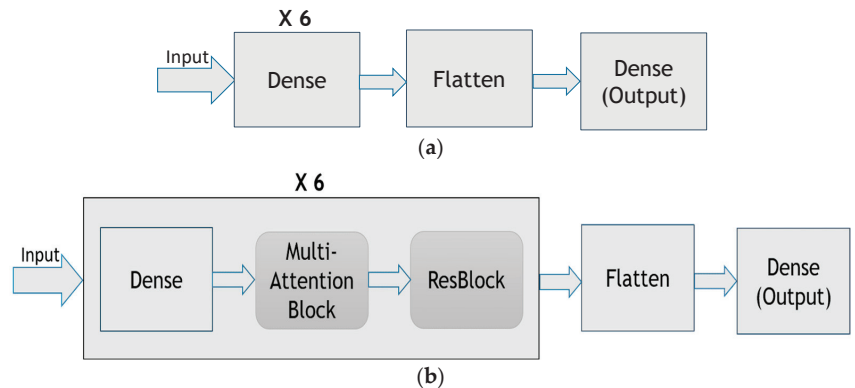 X 6
Input
Dense
Flatten
Dense
(Output)
(a)
X 6
Input
Dense
Multi-
Attention
Block
ResBlock
Flatten
Dense
(Output)
(b)